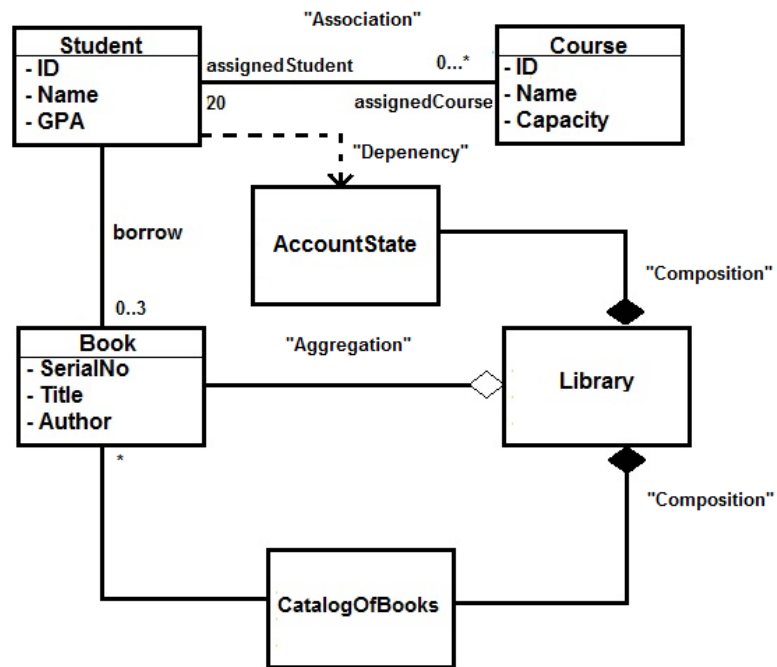 "Association"
Student
- ID
- Name
- GPA
assignedStudent
0...*
20
assignedCourse
Course
- ID
- Name
- Capacity
"Depenency"
AccountState
borrow
0..3
"Composition"
Book
- SerialNo
- Title
- Author
*
"Aggregation"
Library
"Composition"
CatalogOfBooks